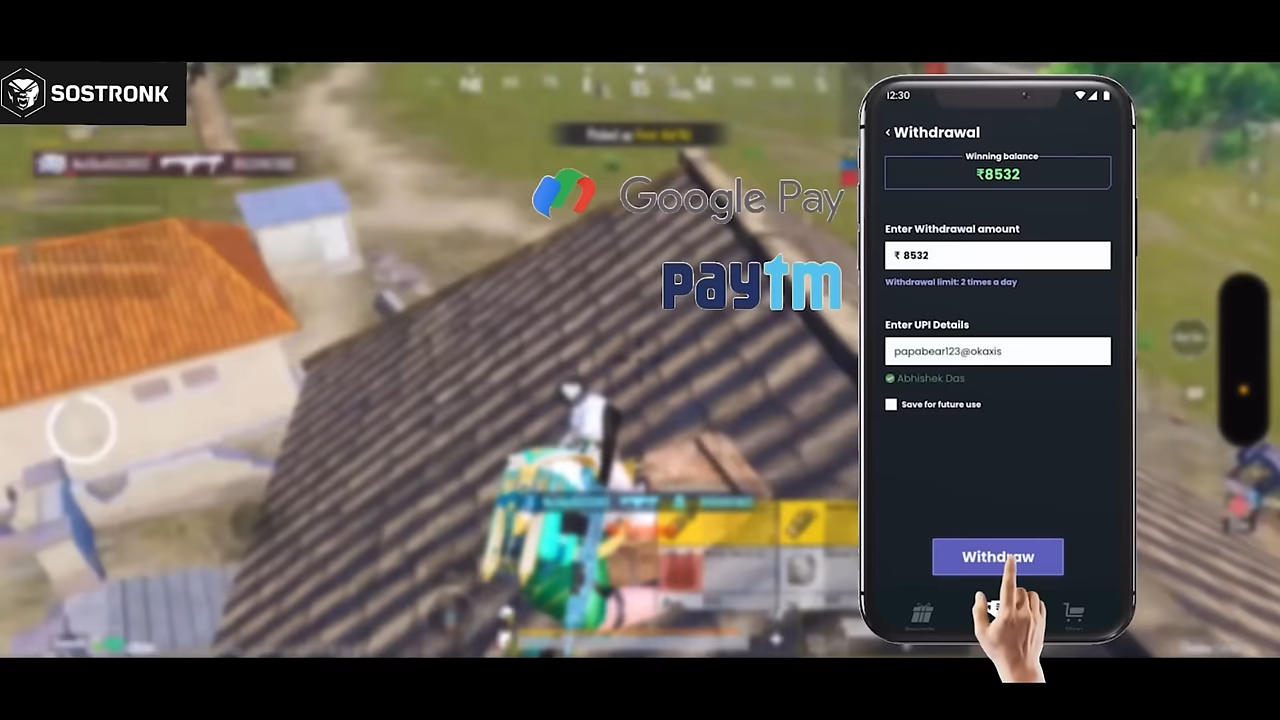 SOSTRONK
Google Pay
paytm
12:30
Withdrawal
Winning balance
₹8532
Enter Withdrawal amount
₹ 8532
Withdrawal limit: 2 times a day
Enter UPI Details
papabear123@okaxis
Abhishek Das
Save for future use
Withdraw